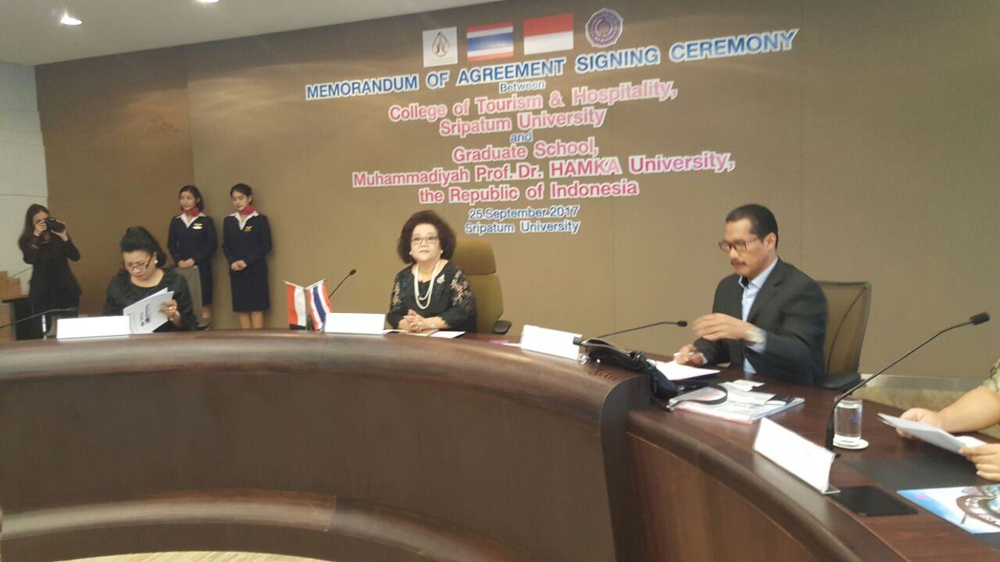 MEMORANDUM OF AGREEMENT SIGNING CEREMONY
Between
College of Tourism & Hospitality,
Sripatum University
and
Graduate School,
Muhammadiyah Prof. Dr. HAMKA University,
the Republic of Indonesia
25 September 2017
Sripatum University